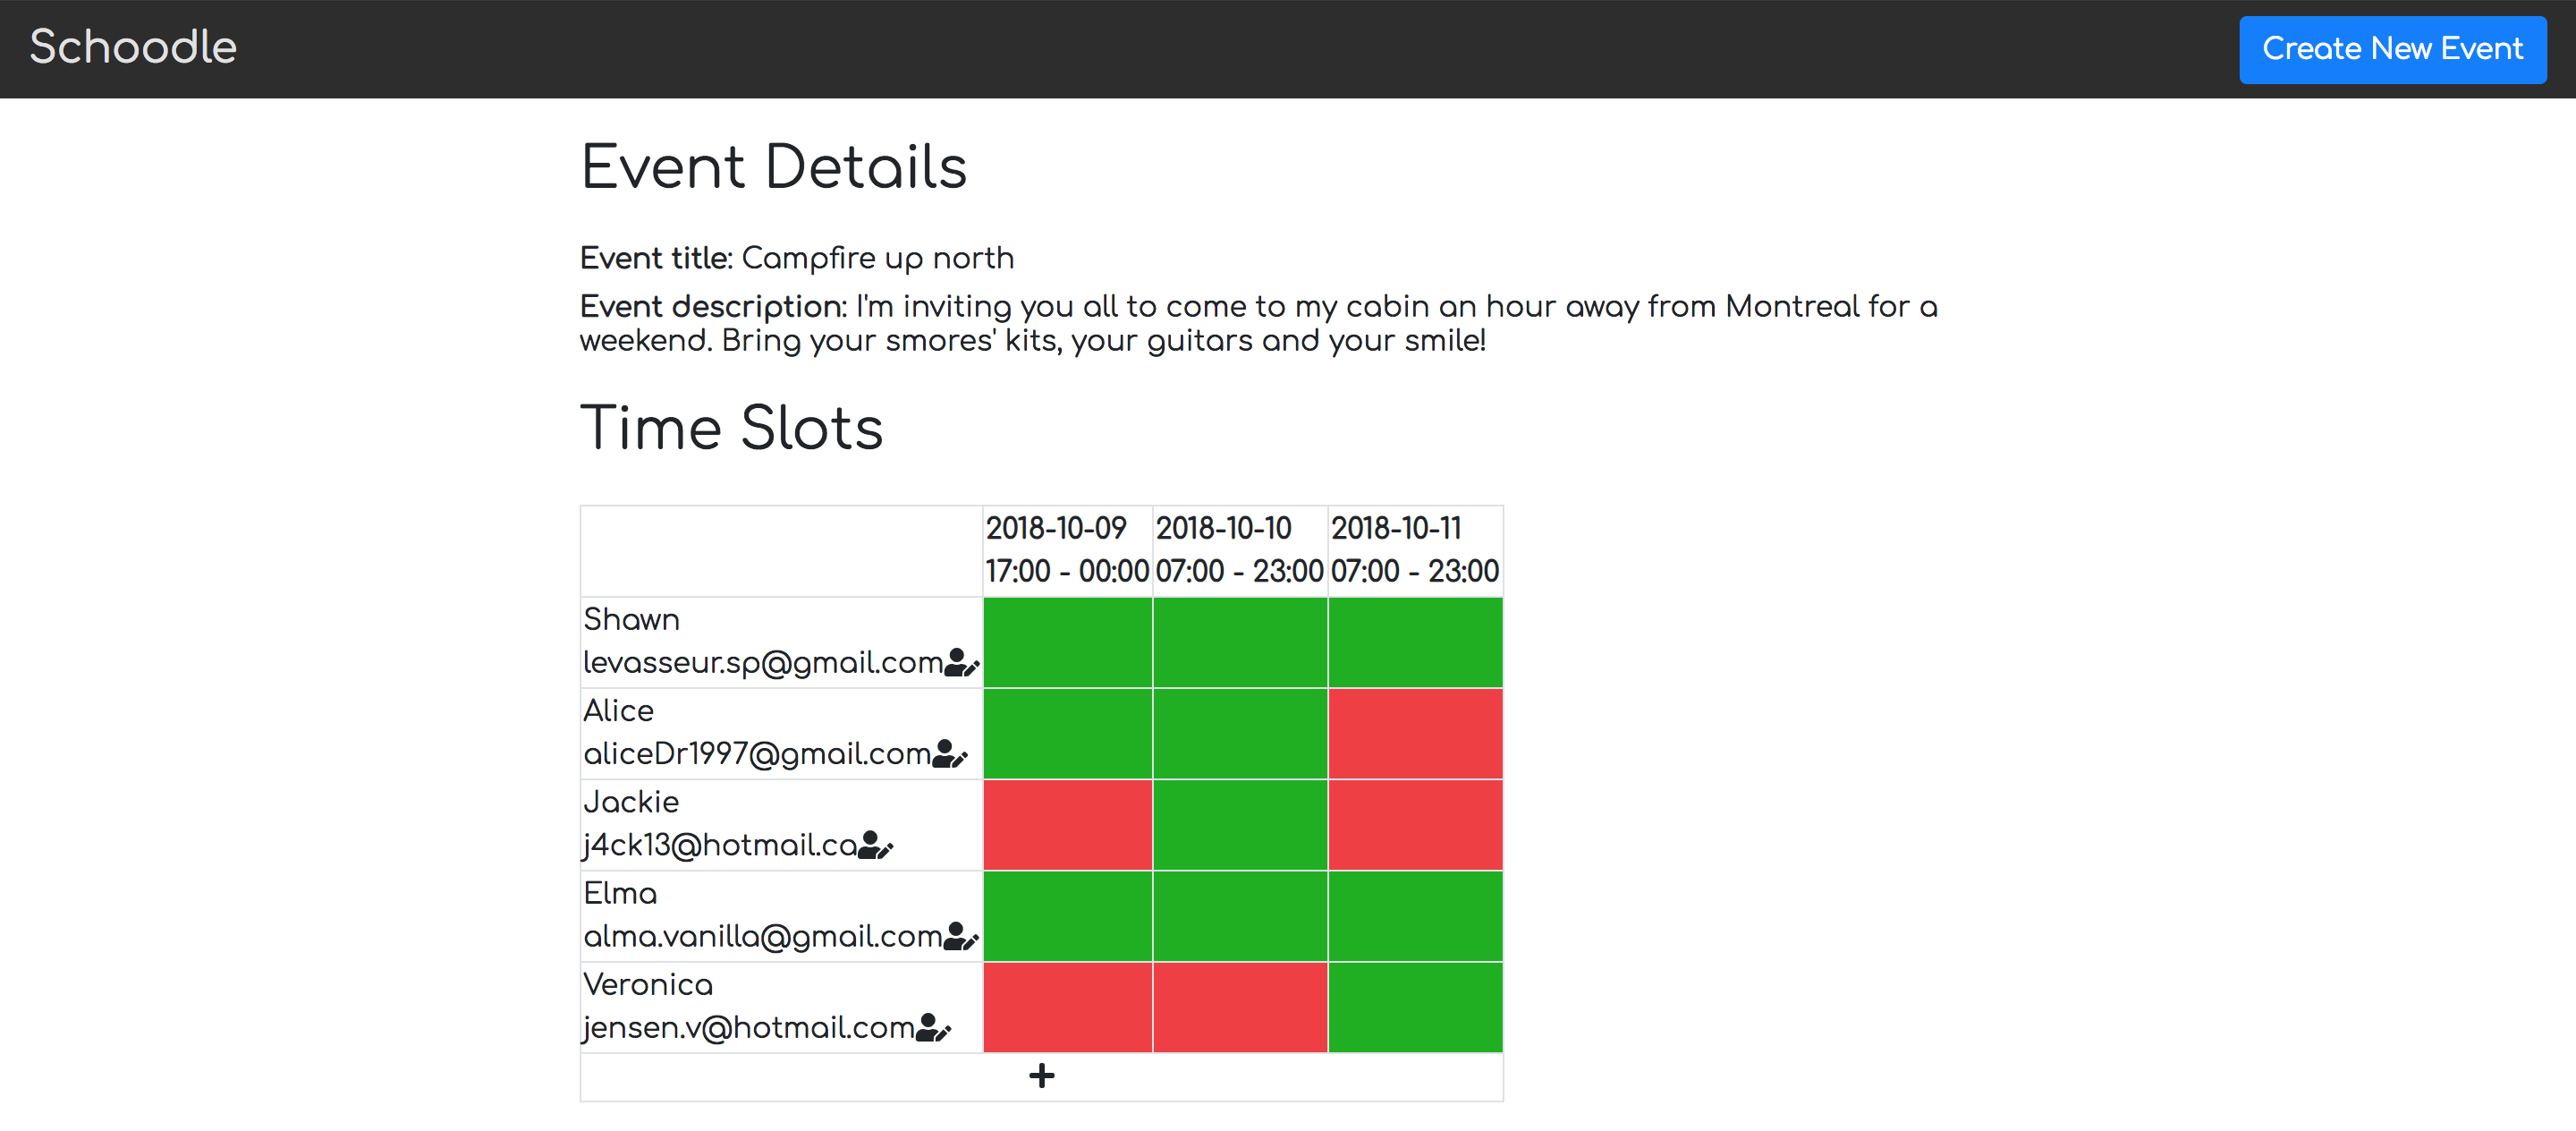 Schoodle
Create New Event
Event Details
Event title: Campfire up north
Event description: I'm inviting you all to come to my cabin an hour away from Montreal for a
weekend. Bring your smores' kits, your guitars and your smile!
Time Slots
2018-10-09 2018-10-10 2018-10-11
17:00 - 00:00 07:00 - 23:00 07:00 - 23:00
Shawn
levasseur.sp@gmail.com
Alice
aliceDr1997@gmail.com
Jackie
j4ck13@hotmail.ca
Elma
alma.vanilla@gmail.com
Veronica
jensen.v@hotmail.com
+